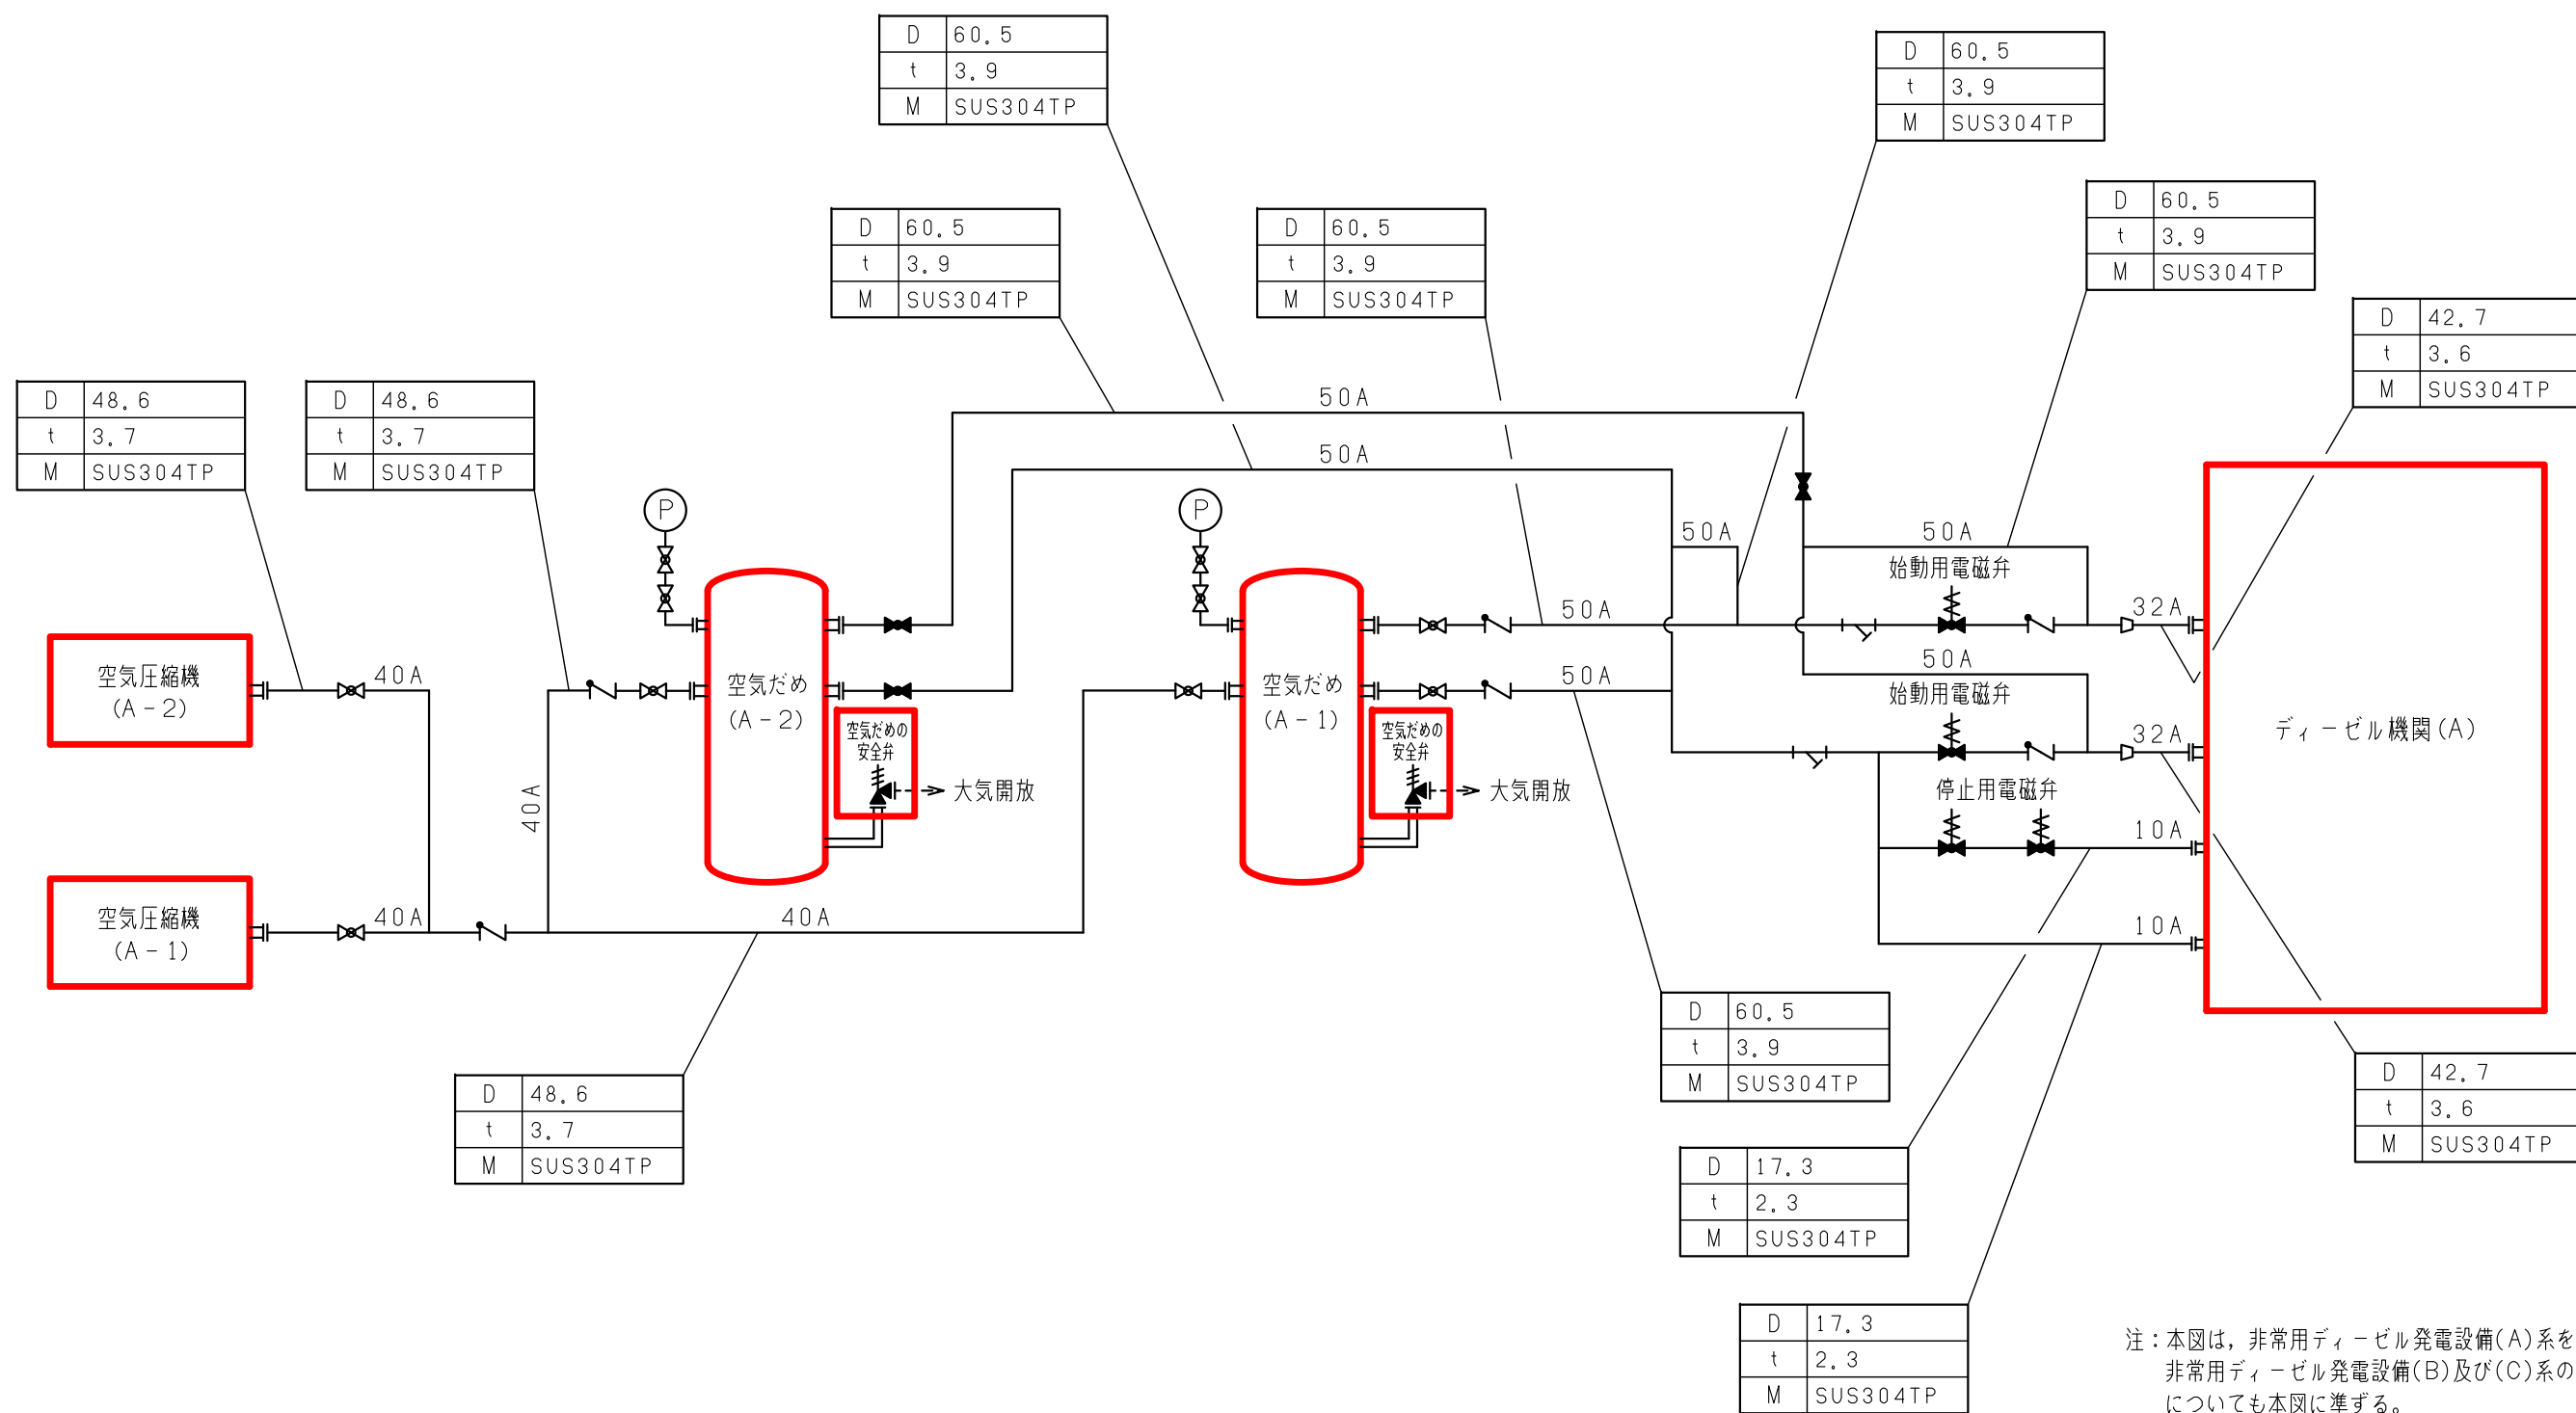 D 60.5
t 3.9
M SUS304TP
D 60.5
t 3.9
M SUS304TP
D 60.5
t 3.9
M SUS304TP
D 60.5
t 3.9
M SUS304TP
D 60.5
t 3.9
M SUS304TP
D 42.7
t 3.6
M SUS304TP
D 48.6
t 3.7
M SUS304TP
D 48.6
t 3.7
M SUS304TP
50A
50A
P
P
50A
50A
始動用電磁弁
50A
32A
空気圧縮機
(A-2)
40A
空気だめ
(A-2)
空気だめ
(A-1)
50A
50A
始動用電磁弁
32A
ディーゼル機関(A)
空気だめの
安全弁
大気開放
空気だめの
安全弁
大気開放
停止用電磁弁
40A
10A
空気圧縮機
(A-1)
40A
40A
10A
D 60.5
t 3.9
M SUS304TP
D 48.6
t 3.7
M SUS304TP
D 42.7
t 3.6
M SUS304TP
D 17.3
t 2.3
M SUS304TP
D 17.3
t 2.3
M SUS304TP
注：本図は，非常用ディーゼル発電設備(A)系を
非常用ディーゼル発電設備(B)及び(C)系の
についても本図に準ずる。